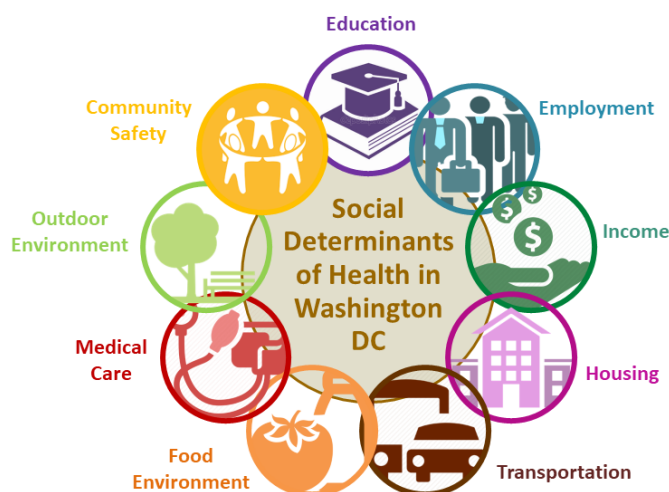 Education
Employment
Income
Housing
Transportation
Food
Environment
Medical
Care
Outdoor
Environment
Community
Safety
Social
Determinants
of Health in
Washington
DC
$
$
$